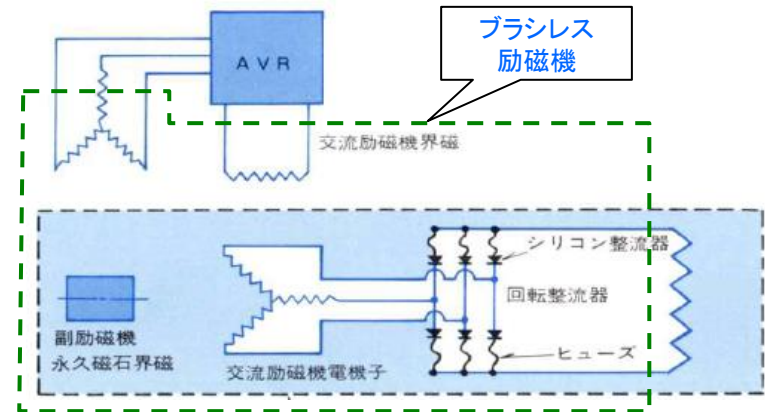 ブラシレス
励磁機
AVR
交流励磁機界磁
シリコン整流器
回転整流器
副励磁機
永久磁石界磁
ヒューズ
交流励磁機電機子